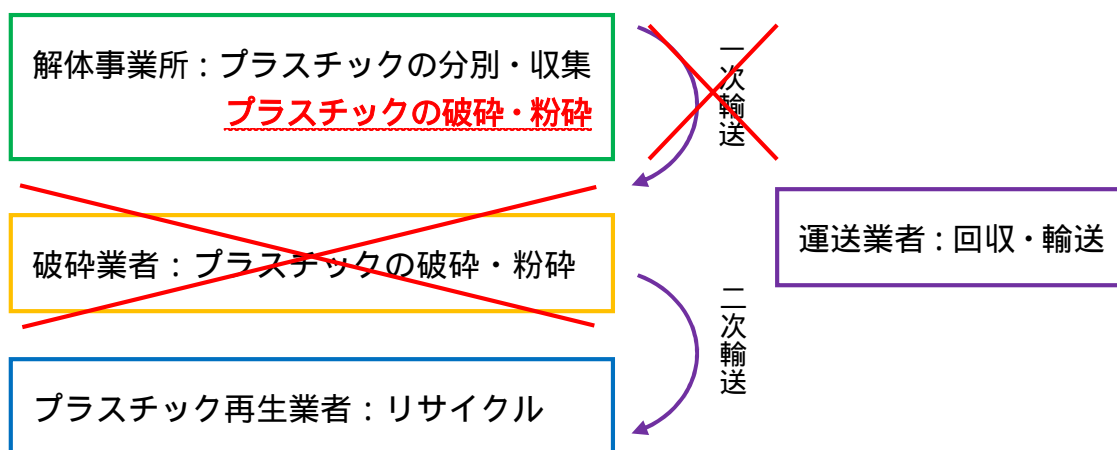 解体事業所：プラスチックの分別・収集
プラスチックの破砕・粉砕
一次輸送
破砕業者：プラスチックの破砕・粉砕
運送業者：回収・輸送
二次輸送
プラスチック再生業者：リサイクル